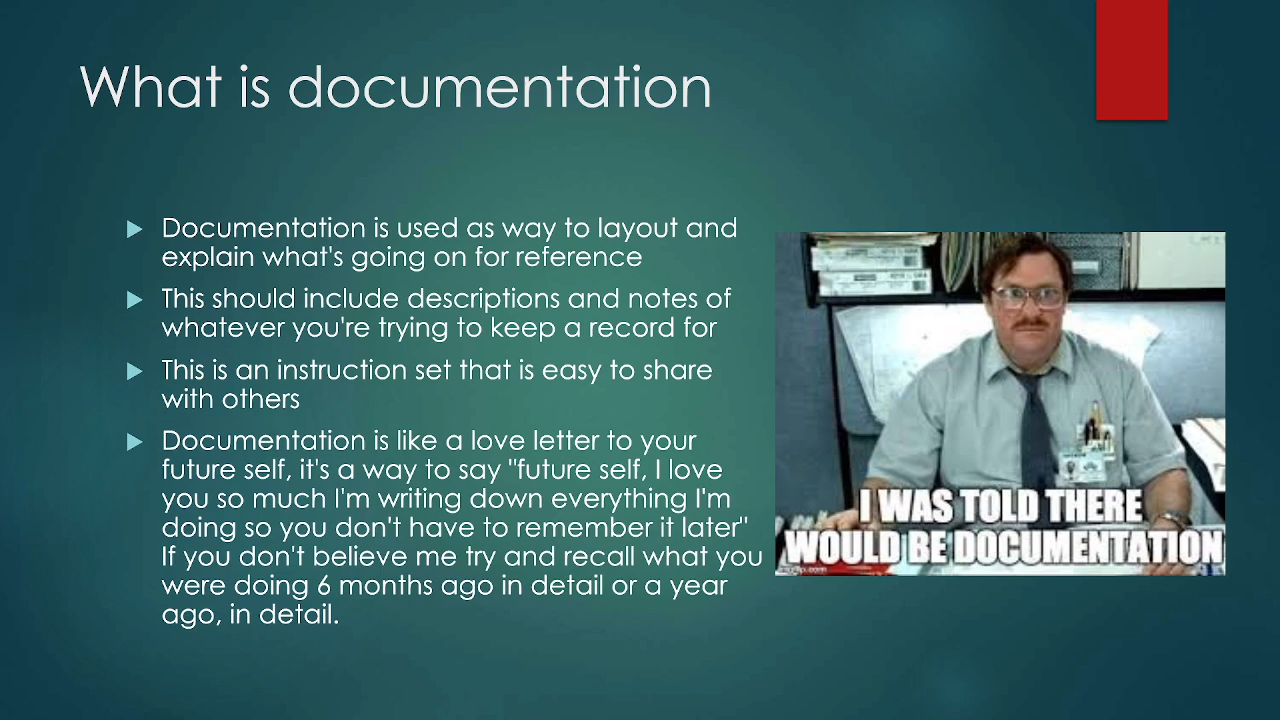 What is documentation
Documentation is used as way to layout and
explain what's going on for reference
This should include descriptions and notes of
whatever you're trying to keep a record for
This is an instruction set that is easy to share
with others
Documentation is like a love letter to your
future self, it's a way to say "future self, I love
you so much I'm writing down everything I'm
doing so you don't have to remember it later"
If you don't believe me try and recall what you
were doing 6 months ago in detail or a year
ago, in detail.
I WAS TOLD THERE
WOULD BE DOCUMENTATION